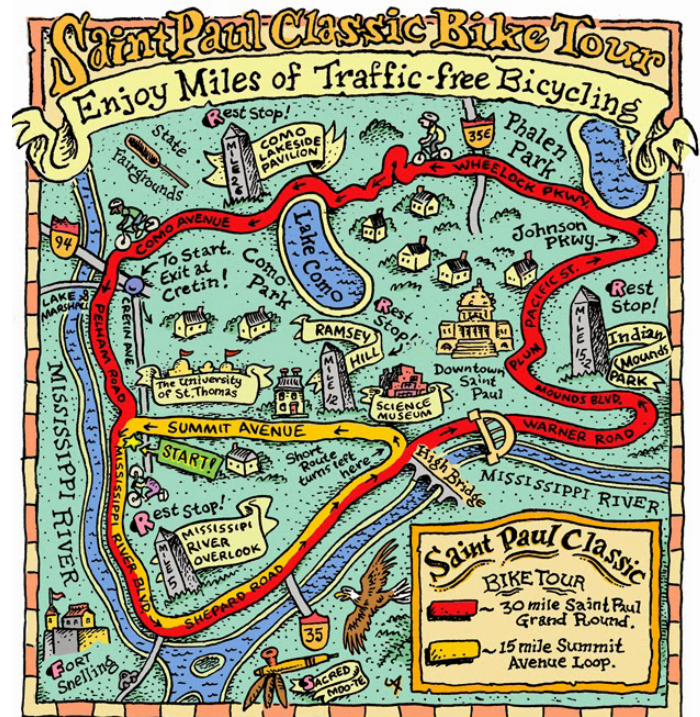 Saint Paul Classic Bike Tour
Enjoy Miles of Traffic-free Bicycling
Rest Stop!
COMO
LAKESIDE
PAVILION
MILE 26
State
Fairgrounds
35E
Phalen
Park
WHEELOCK PKWY.
COMO AVENUE
94
To Start,
Exit at
Cretin!
Como
Park
Lake Como
Johnson
PKWY.
LAKE &
MARSHALL
CRETIN AVE.
PELHAM ROAD
Rest
Stop!
RAMSEY
HILL
MILE 12
PACIFIC ST.
PLUM
Rest
Stop!
MILE 15.2
Indian
Mounds
PARK
The University
of St. Thomas
SCIENCE
MUSEUM
Downtown
Saint
Paul
MOUNDS BLVD.
WARNER ROAD
SUMMIT AVENUE
START!
Short
Route
turns left
here
High Bridge
MISSISSIPPI RIVER
MISSISSIPPI RIVER
MISSISSIPPI RIVER BLVD.
Rest Stop!
MISSISSIPI
RIVER
OVERLOOK
MILE 5
SHEPARD ROAD
35
FORT
Snelling
SACRED
MDO-TE
Saint Paul Classic
BIKE TOUR
~ 30 mile Saint Paul
Grand Round.
~ 15 mile Summit
Avenue Loop.